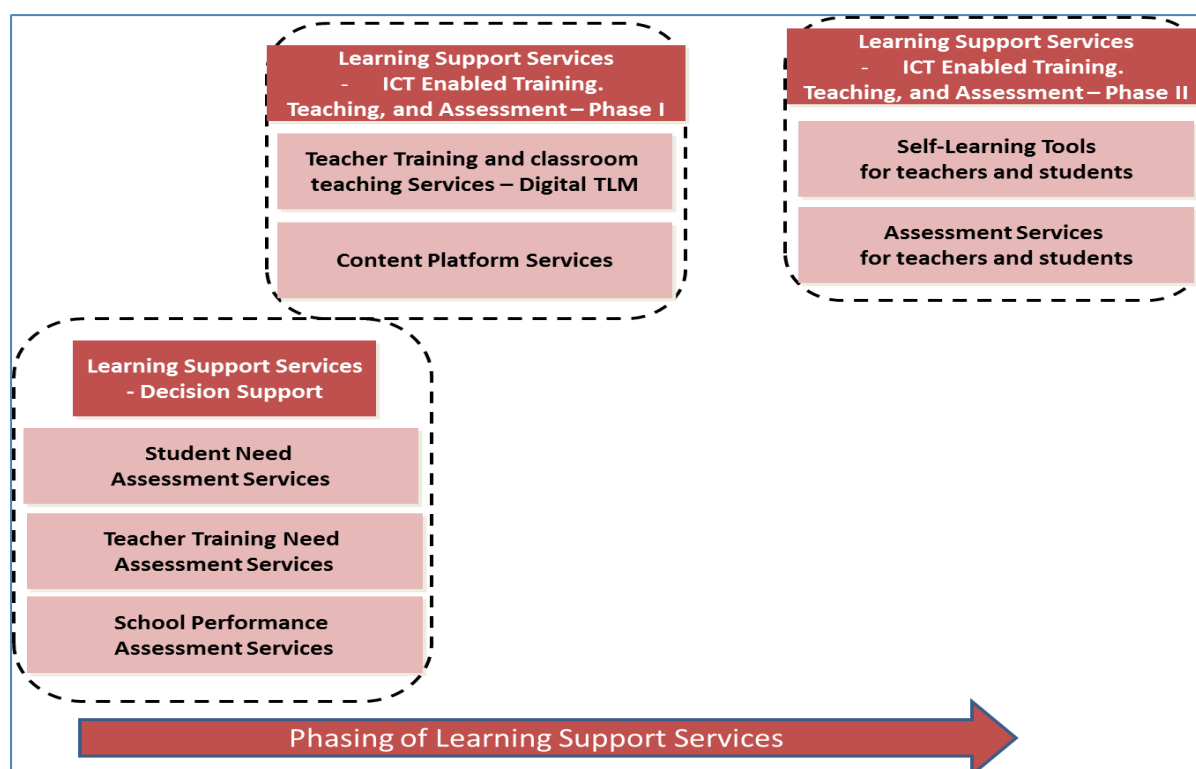 Learning Support Services
- ICT Enabled Training.
Teaching, and Assessment – Phase I
Teacher Training and classroom
teaching Services – Digital TLM
Content Platform Services
Learning Support Services
- ICT Enabled Training.
Teaching, and Assessment – Phase II
Self-Learning Tools
for teachers and students
Assessment Services
for teachers and students
Learning Support Services
- Decision Support
Student Need
Assessment Services
Teacher Training Need
Assessment Services
School Performance
Assessment Services
Phasing of Learning Support Services